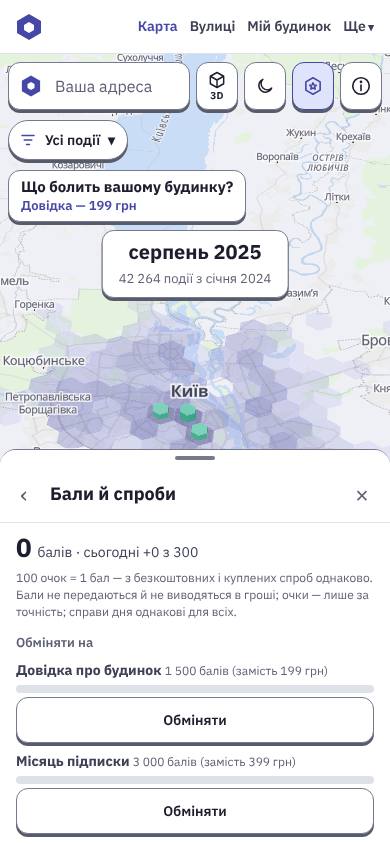 Карта Вулиці Мій будинок Ще ▾
Сухолуччя
Ваша адреса
3D
Жукин Крехаїв
Усі події ▾
Воропаїв ОСТРІВ
ЛЮБИЧІВ
Козаровичі
Що болить вашому будинку?
Довідка — 199 грн
Літки
серпень 2025
42 264 події з січня 2024
Горенка
Коцюбинське
Київ
Петропавлівська
Борщагівка
‹ Бали й спроби ×
0 балів · сьогодні +0 з 300
100 очок = 1 бал — з безкоштовних і куплених спроб однаково.
Бали не передаються й не виводяться в гроші; очки — лише за
точність; справи дня однакові для всіх.
Обміняти на
Довідка про будинок 1 500 балів (замість 199 грн)
Обміняти
Місяць підписки 3 000 балів (замість 399 грн)
Обміняти